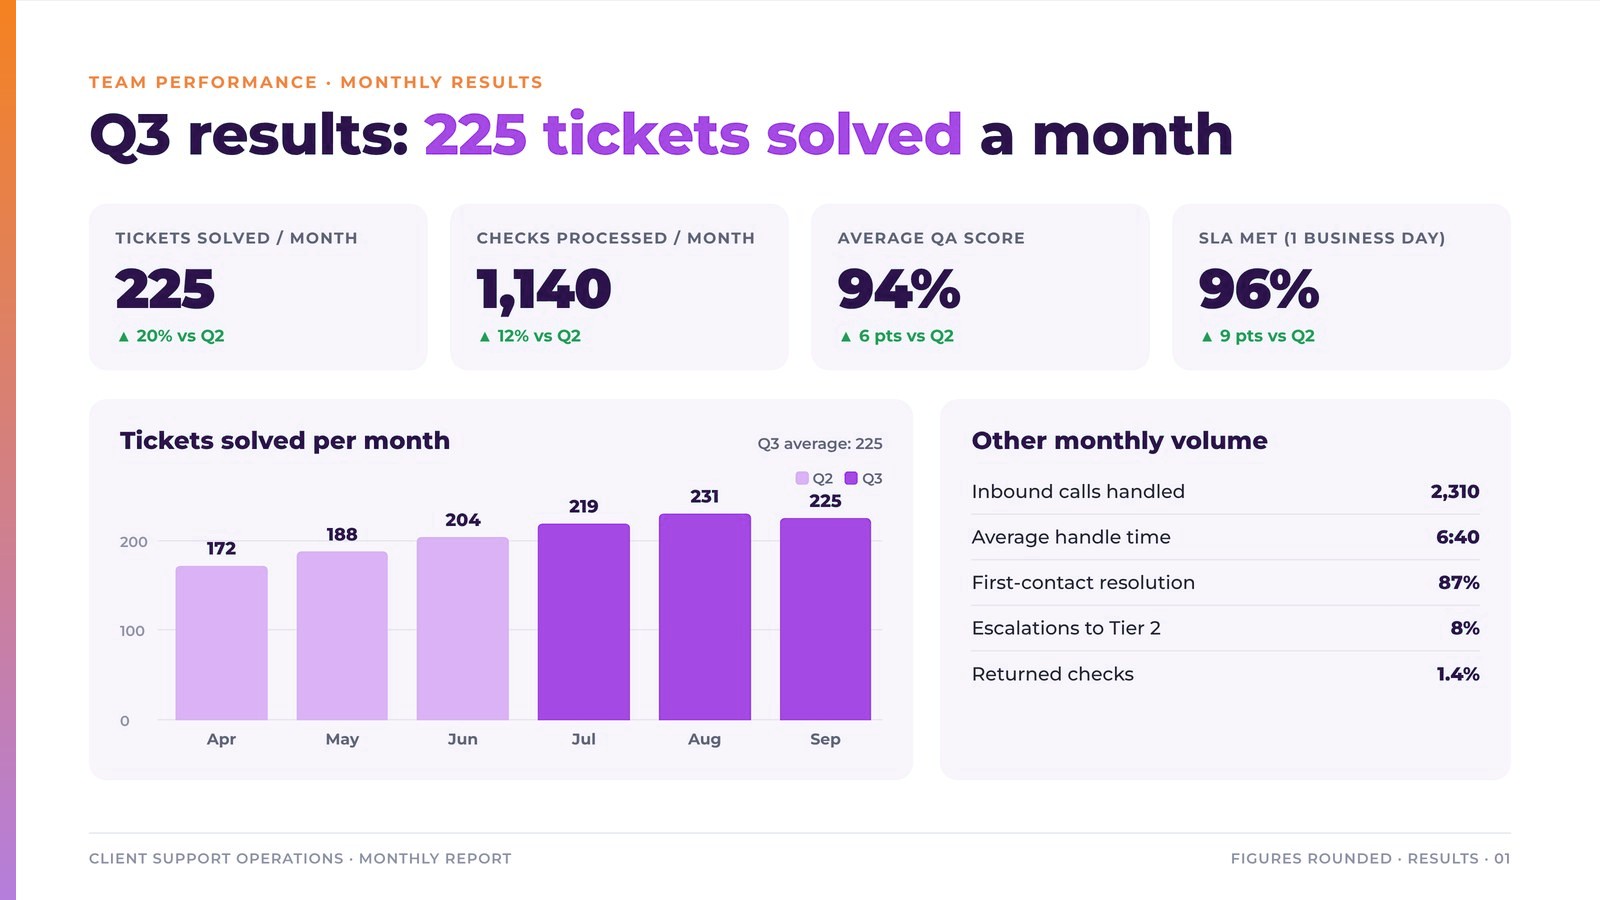 TEAM PERFORMANCE · MONTHLY RESULTS
Q3 results: 225 tickets solved a month
TICKETS SOLVED / MONTH
225
▲ 20% vs Q2
CHECKS PROCESSED / MONTH
1,140
▲ 12% vs Q2
AVERAGE QA SCORE
94%
▲ 6 pts vs Q2
SLA MET (1 BUSINESS DAY)
96%
▲ 9 pts vs Q2
Tickets solved per month
Q3 average: 225
Q2 Q3
172 188 204 219 231 225
200
100
0
Apr May Jun Jul Aug Sep
Other monthly volume
Inbound calls handled 2,310
Average handle time 6:40
First-contact resolution 87%
Escalations to Tier 2 8%
Returned checks 1.4%
CLIENT SUPPORT OPERATIONS · MONTHLY REPORT
FIGURES ROUNDED · RESULTS · 01